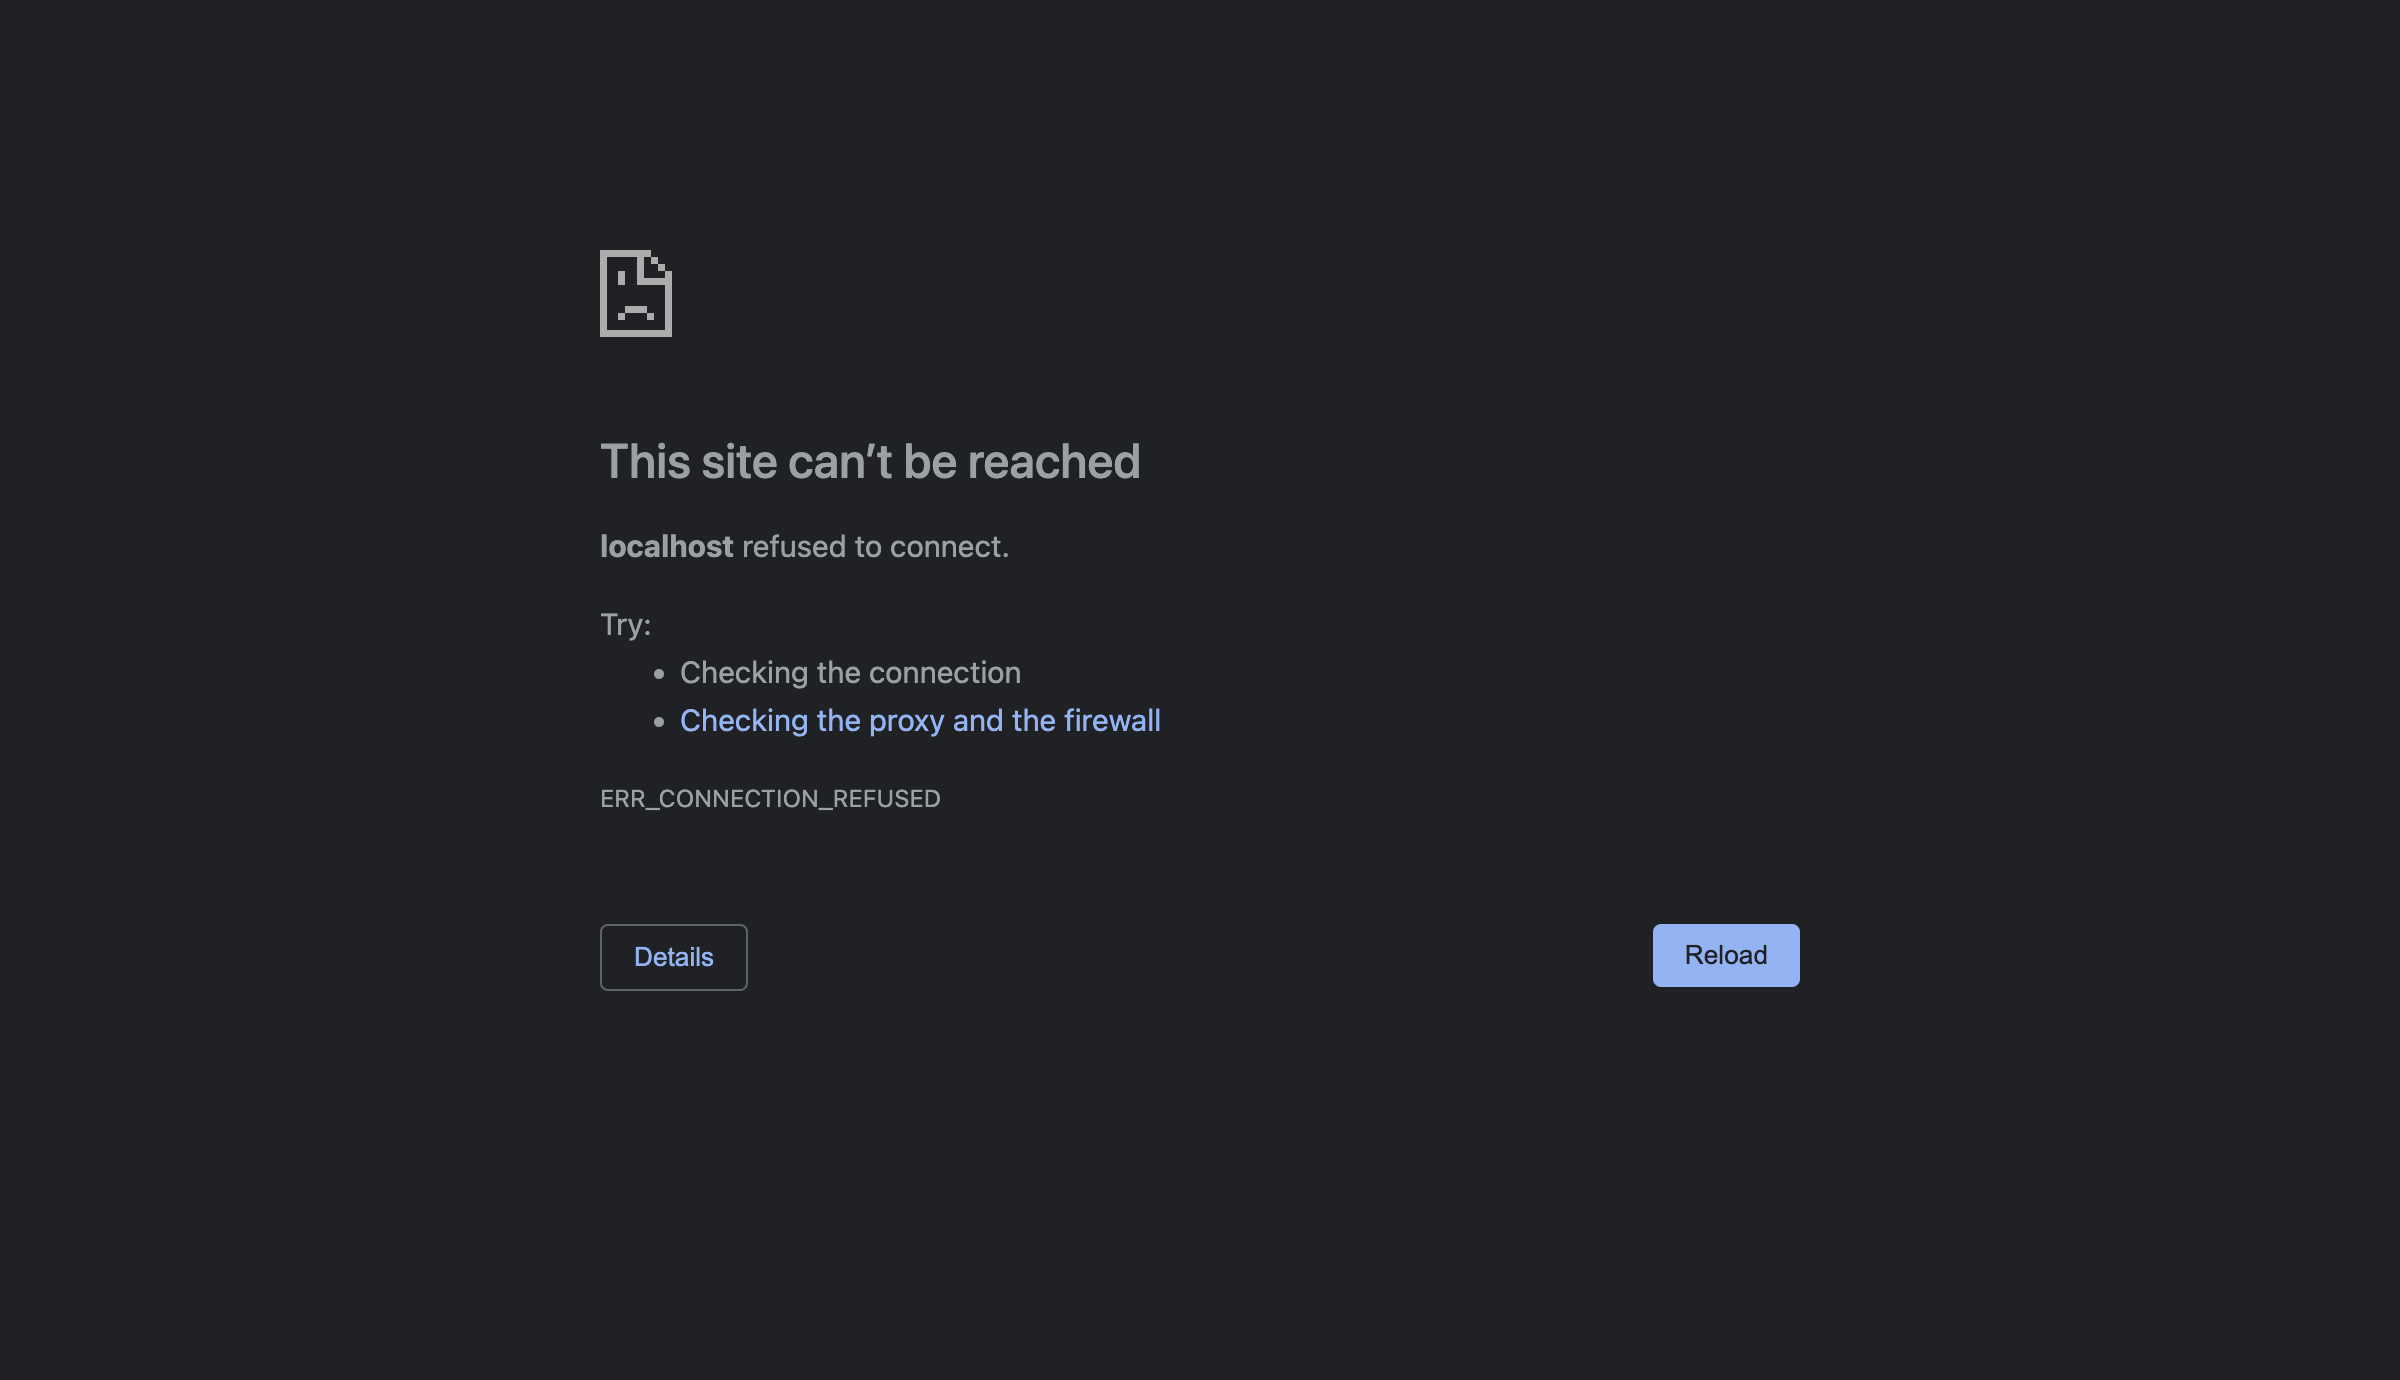 This site can’t be reached
localhost refused to connect.
Try:
• Checking the connection
• Checking the proxy and the firewall
ERR_CONNECTION_REFUSED
Details
Reload